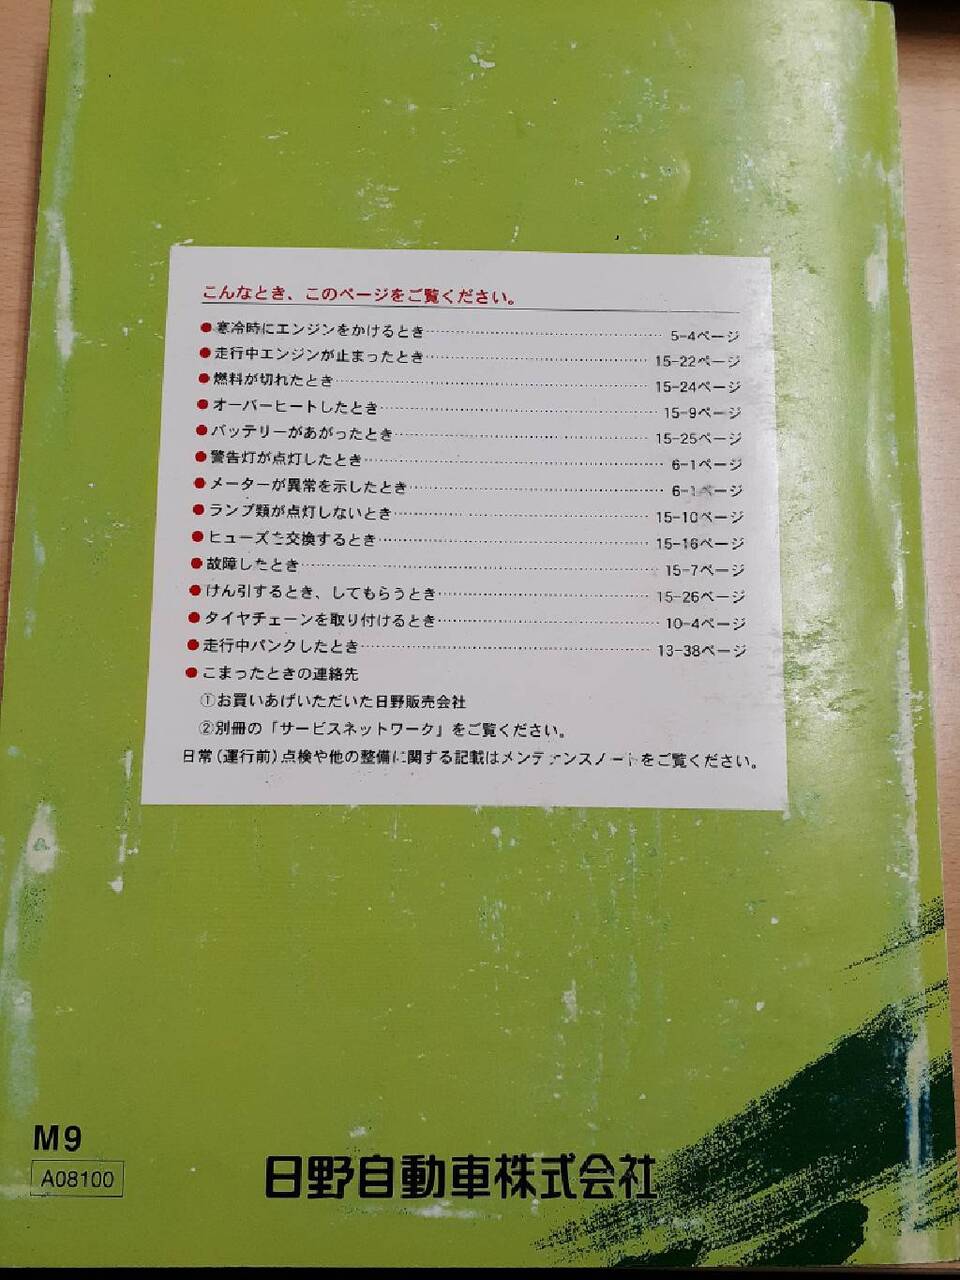 こんなとき、このページをご覧ください。
●寒冷時にエンジンをかけるとき 5-4ページ
●走行中エンジンが止まったとき 15-22ページ
●燃料が切れたとき 15-24ページ
●オーバーヒートしたとき 15-9ページ
●バッテリーがあがったとき 15-25ページ
●警告灯が点灯したとき 6-1ページ
●メーターが異常を示したとき 6-1ページ
●ランプ類が点灯しないとき 15-10ページ
●ヒューズを交換するとき 15-16ページ
●故障したとき 15-7ページ
●けん引するとき、してもらうとき 15-26ページ
●タイヤチェーンを取り付けるとき 10-4ページ
●走行中パンクしたとき 13-38ページ
●こまったときの連絡先
①お買いあげいただいた日野販売会社
②別冊の「サービスネットワーク」をご覧ください。
日常(運行前)点検や他の整備に関する記載はメンテナンスノートをご覧ください。
M9
A08100
日野自動車株式会社